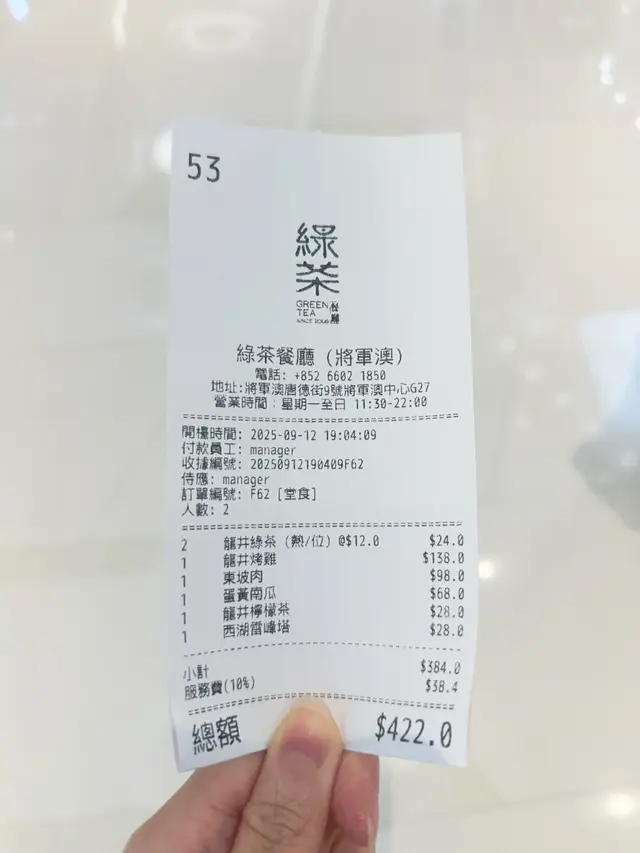 53
綠
茶
GREEN 餐
TEA 廳
SINCE 2008
綠茶餐廳 (將軍澳)
電話: +852 6602 1850
地址:將軍澳唐德街9號將軍澳中心G27
營業時間：星期一至日 11:30-22:00
開檯時間: 2025-09-12 19:04:09
付款員工: manager
收據編號: 20250912190409F62
侍應: manager
訂單編號: F62 [堂食]
人數: 2
2 龍井綠茶 (熱/位) @$12.0 $24.0
1 龍井烤雞 $138.0
1 東坡肉 $98.0
1 蛋黃南瓜 $68.0
1 龍井檸檬茶 $28.0
1 西湖雷峰塔 $28.0
小計 $384.0
服務費(10%) $38.4
總額 $422.0